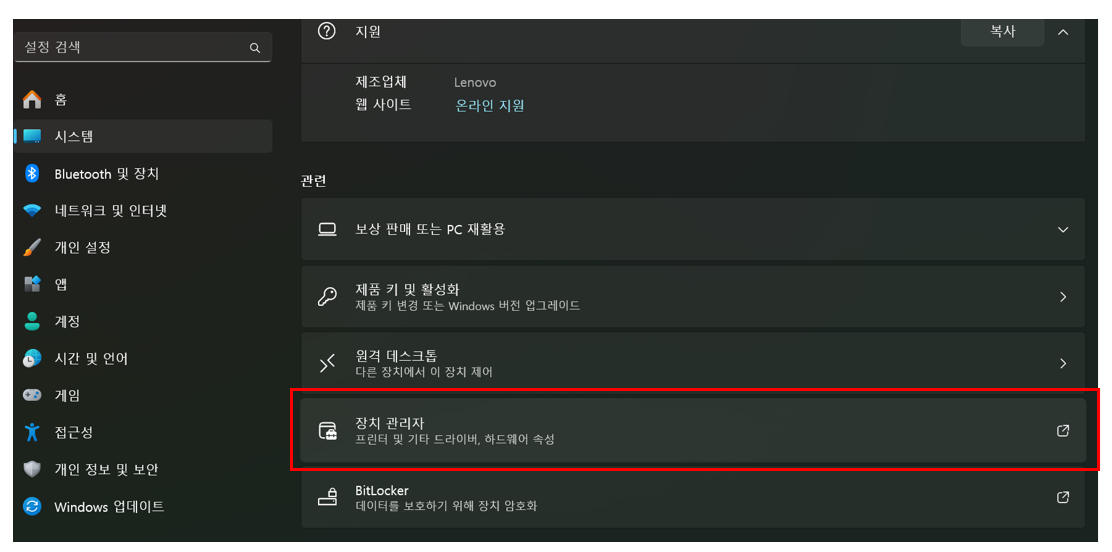 설정 검색
홈
시스템
Bluetooth 및 장치
네트워크 및 인터넷
개인 설정
앱
계정
시간 및 언어
게임
접근성
개인 정보 및 보안
Windows 업데이트
지원
복사
제조업체 Lenovo
웹 사이트 온라인 지원
관련
보상 판매 또는 PC 재활용
제품 키 및 활성화
제품 키 변경 또는 Windows 버전 업그레이드
원격 데스크톱
다른 장치에서 이 장치 제어
장치 관리자
프린터 및 기타 드라이버, 하드웨어 속성
BitLocker
데이터를 보호하기 위해 장치 암호화